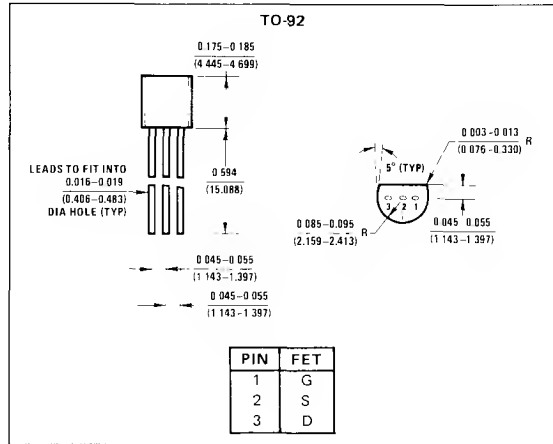 TO-92
0.175–0.185
(4.445–4.699)
0.003–0.013 R
(0.076–0.330)
5° (TYP)
LEADS TO FIT INTO
0.016–0.019
(0.406–0.483)
DIA HOLE (TYP)
0.594
(15.088)
3 2 1
0.085–0.095 R
(2.159–2.413)
0.045 0.055
(1.143–1.397)
0.045–0.055
(1.143–1.397)
0.045–0.055
(1.143–1.397)
PIN FET
1 G
2 S
3 D